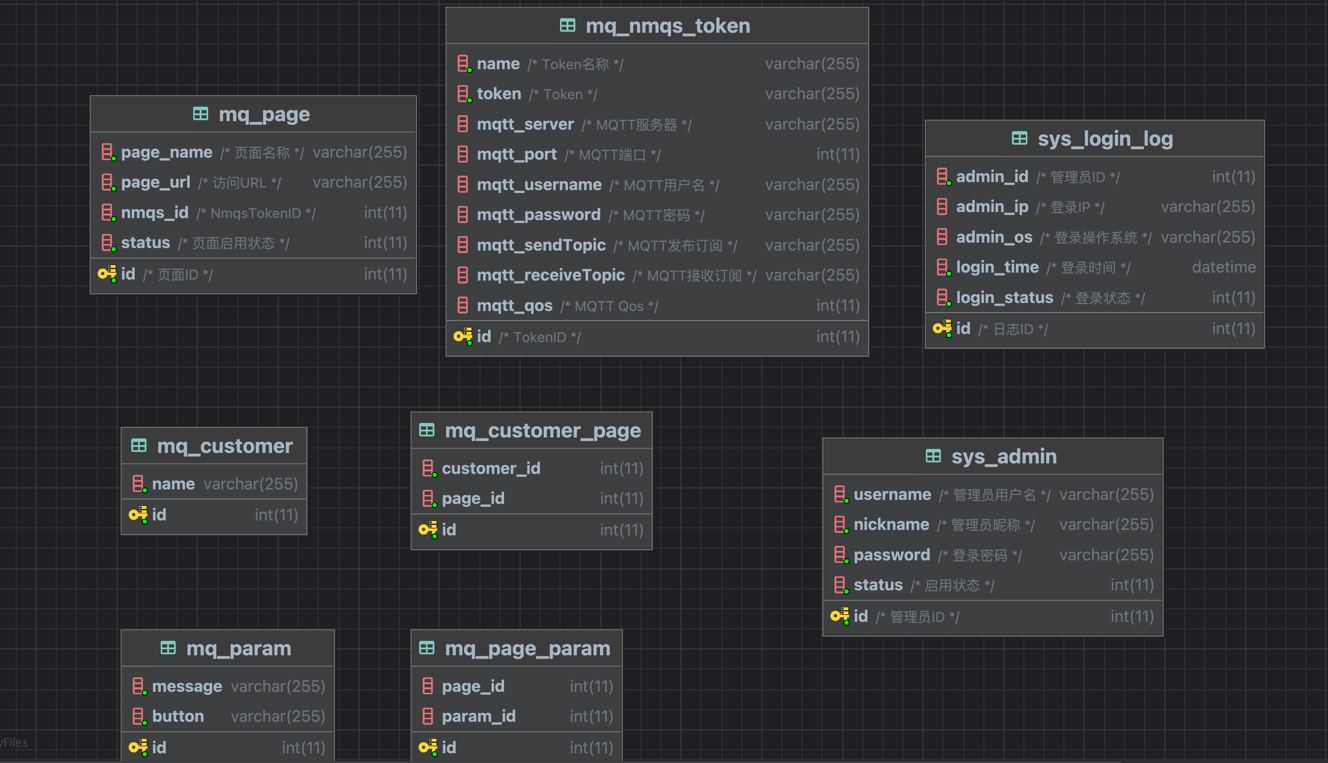 mq_nmqs_token
name /* Token名称 */ varchar(255)
token /* Token */ varchar(255)
mqtt_server /* MQTT服务器 */ varchar(255)
mqtt_port /* MQTT端口 */ int(11)
mqtt_username /* MQTT用户名 */ varchar(255)
mqtt_password /* MQTT密码 */ varchar(255)
mqtt_sendTopic /* MQTT发布订阅 */ varchar(255)
mqtt_receiveTopic /* MQTT接收订阅 */ varchar(255)
mqtt_qos /* MQTT Qos */ int(11)
id /* TokenID */ int(11)
mq_page
page_name /* 页面名称 */ varchar(255)
page_url /* 访问URL */ varchar(255)
nmqs_id /* NmqsTokenID */ int(11)
status /* 页面启用状态 */ int(11)
id /* 页面ID */ int(11)
sys_login_log
admin_id /* 管理员ID */ int(11)
admin_ip /* 登录IP */ varchar(255)
admin_os /* 登录操作系统 */ varchar(255)
login_time /* 登录时间 */ datetime
login_status /* 登录状态 */ int(11)
id /* 日志ID */ int(11)
mq_customer
name varchar(255)
id int(11)
mq_customer_page
customer_id int(11)
page_id int(11)
id int(11)
sys_admin
username /* 管理员用户名 */ varchar(255)
nickname /* 管理员昵称 */ varchar(255)
password /* 登录密码 */ varchar(255)
status /* 启用状态 */ int(11)
id /* 管理员ID */ int(11)
mq_param
message varchar(255)
button varchar(255)
id int(11)
mq_page_param
page_id int(11)
param_id int(11)
id int(11)
yFiles